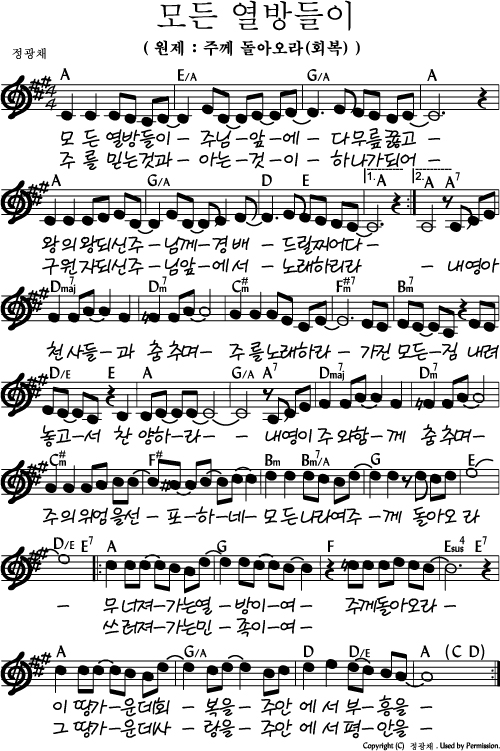 모든 열방들이
정광채
( 원제 : 주께 돌아오라(회복) )
A E/A G/A A
모 든 열방들이 - 주님 - 앞 - 에 - 다무릎꿇고 -
주 를 믿는것과 - 아는 - 것 - 이 - 하나가되어 -
A G/A D E 1. A 2. A A7
왕의왕되신주 - 님께 - 경배 - 드릴찌어다 -
구원자되신주 - 님앞 - 에서 - 노래하리라 - 내영아
Dmaj7 Dm7 C#m F#m7 Bm7
천사들 - 과 춤추며 - 주를노래하라 - 가진 모든 - 짐 내려
D/E E A G/A A7 Dmaj7 Dm7
놓고 - 서 찬 양하 - 라 - - 내영이 주와함 - 께 춤추며 -
C#m F# Bm Bm7/A G E
주의위엄을선 - 포 - 하 - 네 - 모든나라여주 - 께 돌아오 라
D/E E7 A G F Esus4 E7
- 무너져 - 가는열 - 방이 - 여 - 주께돌아오라 -
쓰러져 - 가는민 - 족이 - 여 -
A G D D/E A (C D)
이 땅가 - 운데회 - 복을 - 주안 에서 부 - 흥을 -
그 땅가 - 운데사 - 랑을 - 주안 에서 평 - 안을 -
Copyright (C) 정광채 . Used by Permission.